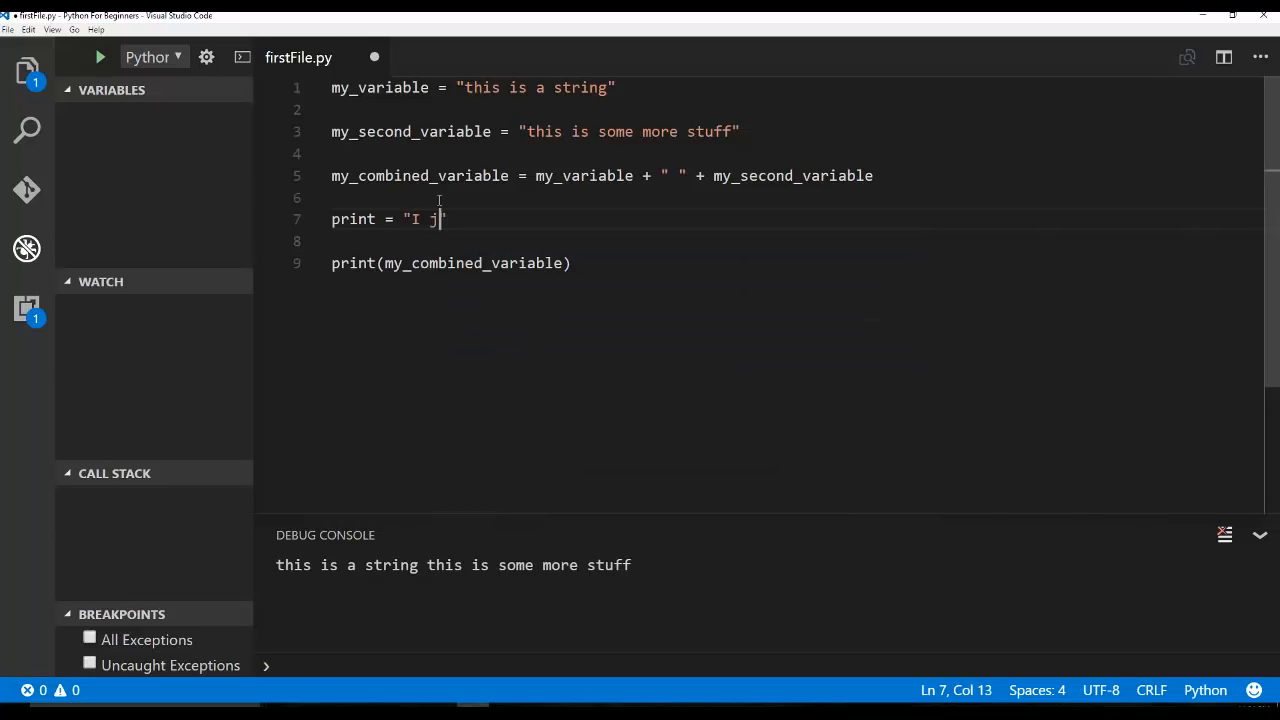 firstFile.py - Python For Beginners - Visual Studio Code
File Edit View Go Help
1
Python
firstFile.py
VARIABLES
WATCH
1
CALL STACK
BREAKPOINTS
All Exceptions
Uncaught Exceptions
1 my_variable = "this is a string"
2
3 my_second_variable = "this is some more stuff"
4
5 my_combined_variable = my_variable + " " + my_second_variable
6
7 print = "I j"
8
9 print(my_combined_variable)
DEBUG CONSOLE
this is a string this is some more stuff
0 0
Ln 7, Col 13 Spaces: 4 UTF-8 CRLF Python